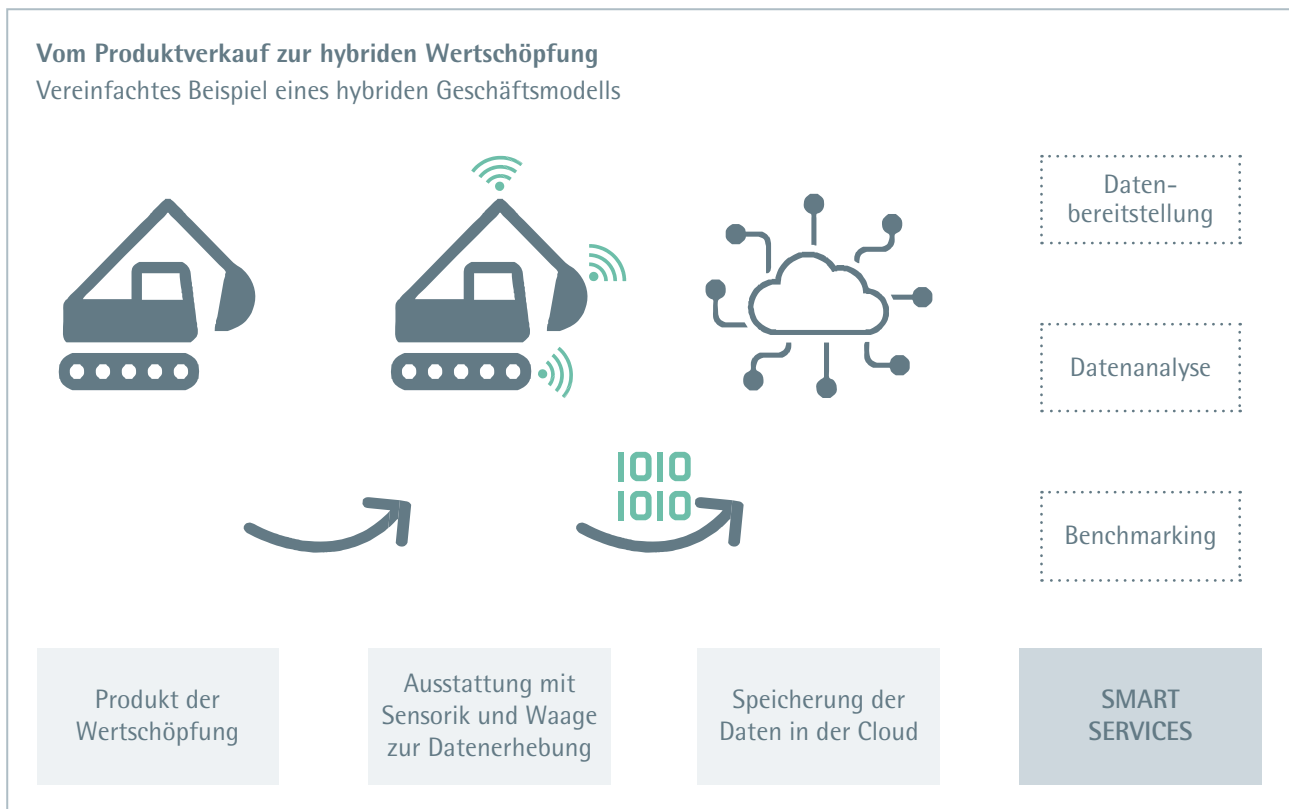 Vom Produktverkauf zur hybriden Wertschöpfung
Vereinfachtes Beispiel eines hybriden Geschäftsmodells
Daten-
bereitstellung
Datenanalyse
1010
1010
Benchmarking
Produkt der
Wertschöpfung
Ausstattung mit
Sensorik und Waage
zur Datenerhebung
Speicherung der
Daten in der Cloud
SMART
SERVICES